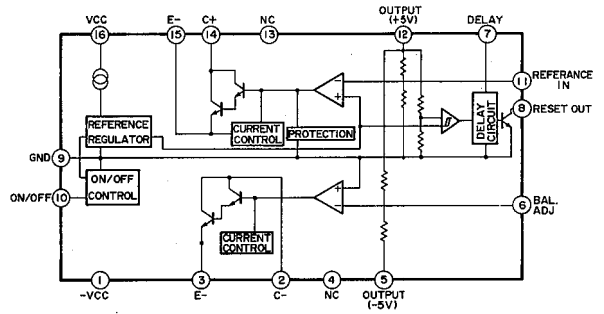 VCC E- C+ NC OUTPUT (+5V) DELAY
16 15 14 13 12 7
11 REFERANCE IN
8 RESET OUT
REFERENCE REGULATOR
CURRENT CONTROL
PROTECTION
DELAY CIRCUIT
GND 9
ON/OFF CONTROL
ON/OFF 10
6 BAL. ADJ
CURRENT CONTROL
1 3 2 4 5
-VCC E- C- NC OUTPUT (-5V)